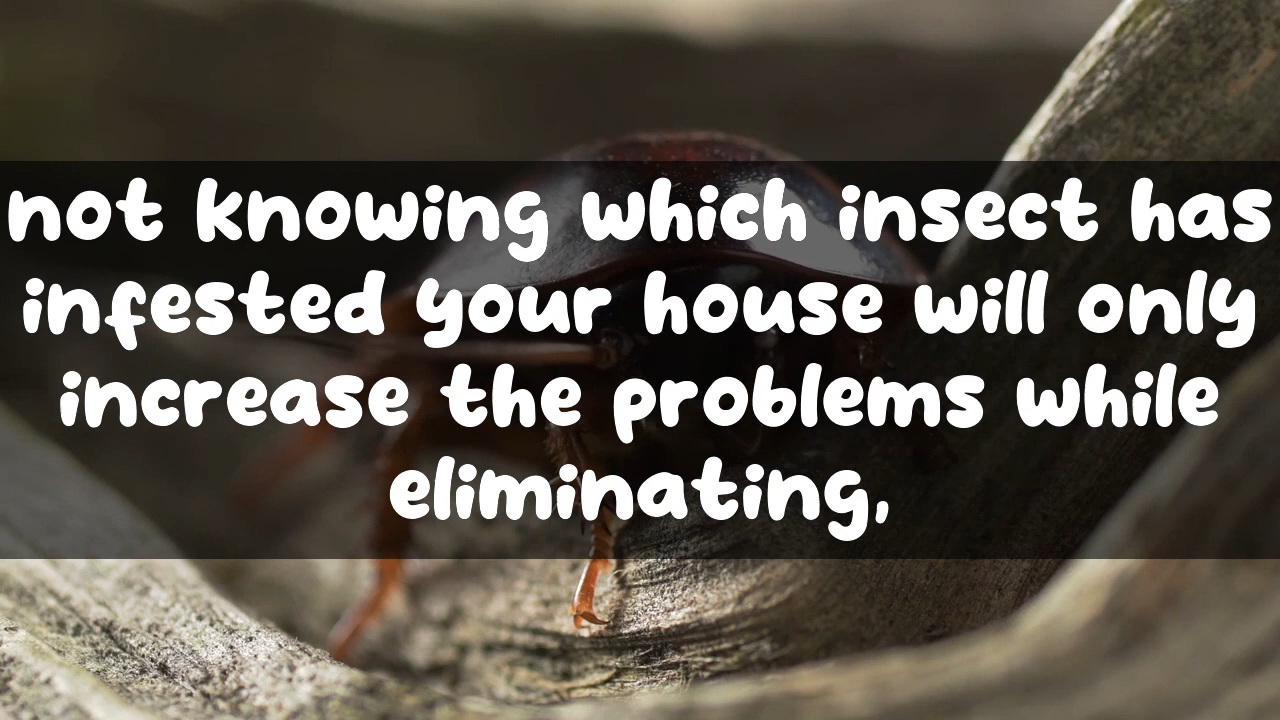 not knowing which insect has
infested your house will only
increase the problems while
eliminating,